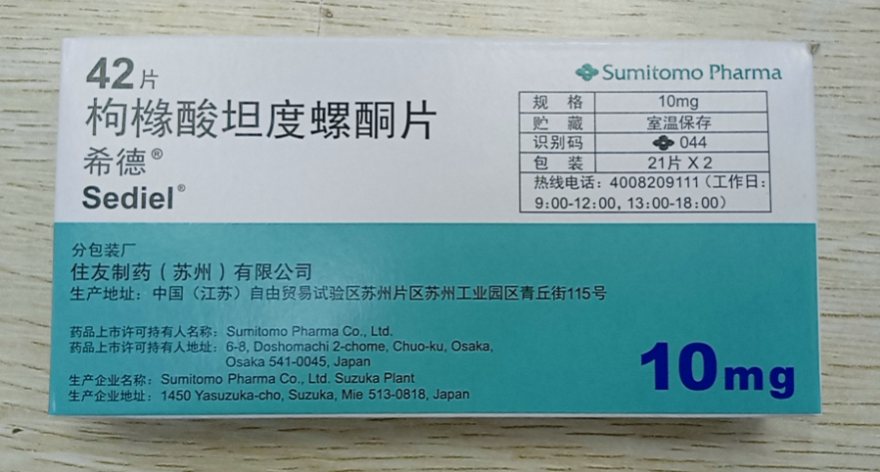 42片
枸橼酸坦度螺酮片
希德®
Sediel®
Sumitomo Pharma
规 格 10mg
贮 藏 室温保存
识别码 044
包 装 21片 X 2
热线电话：4008209111（工作日：
9:00-12:00, 13:00-18:00）
分包装厂
住友制药（苏州）有限公司
生产地址：中国（江苏）自由贸易试验区苏州片区苏州工业园区青丘街115号
药品上市许可持有人名称：Sumitomo Pharma Co., Ltd.
药品上市许可持有人地址：6-8, Doshomachi 2-chome, Chuo-ku, Osaka,
Osaka 541-0045, Japan
生产企业名称：Sumitomo Pharma Co., Ltd. Suzuka Plant
生产企业地址：1450 Yasuzuka-cho, Suzuka, Mie 513-0818, Japan
10mg